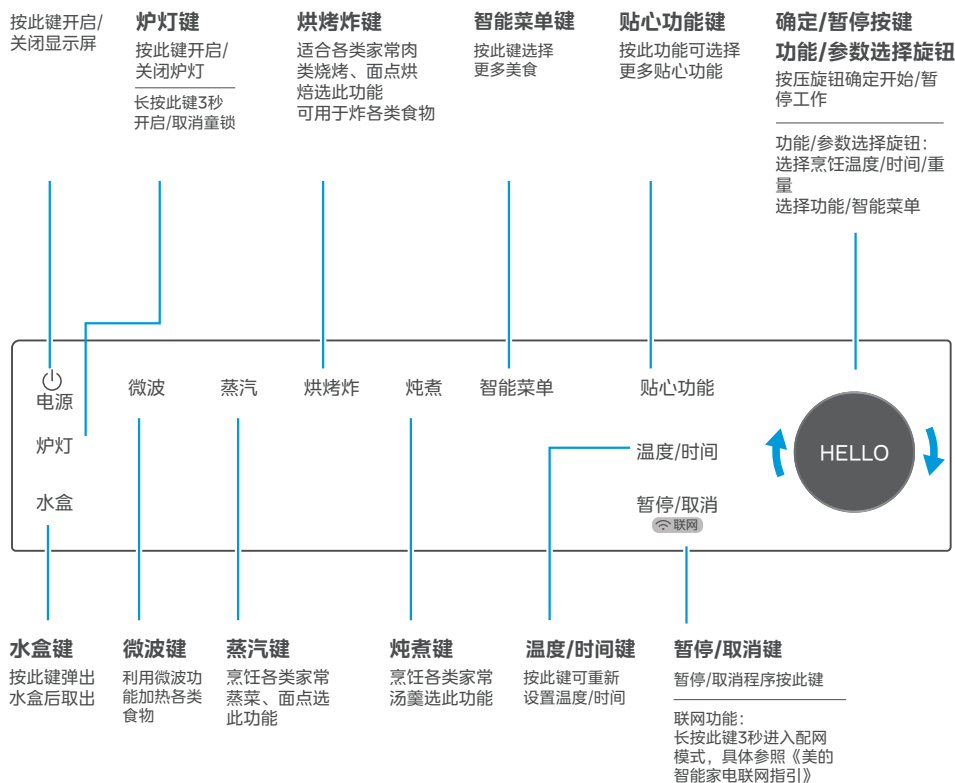 按此键开启/
关闭显示屏
炉灯键
按此键开启/
关闭炉灯
长按此键3秒
开启/取消童锁
烘烤炸键
适合各类家常肉
类烧烤、面点烘
焙选此功能
可用于炸各类食物
智能菜单键
按此键选择
更多美食
贴心功能键
按此功能可选择
更多贴心功能
确定/暂停按键
功能/参数选择旋钮
按压旋钮确定开始/暂
停工作
功能/参数选择旋钮：
选择烹饪温度/时间/重
量
选择功能/智能菜单
电源
微波
蒸汽
烘烤炸
炖煮
智能菜单
贴心功能
炉灯
温度/时间
HELLO
水盒
暂停/取消
联网
水盒键
按此键弹出
水盒后取出
微波键
利用微波功
能加热各类
食物
蒸汽键
烹饪各类家常
蒸菜、面点选
此功能
炖煮键
烹饪各类家常
汤羹选此功能
温度/时间键
按此键可重新
设置温度/时间
暂停/取消键
暂停/取消程序按此键
联网功能：
长按此键3秒进入配网
模式，具体参照《美的
智能家电联网指引》